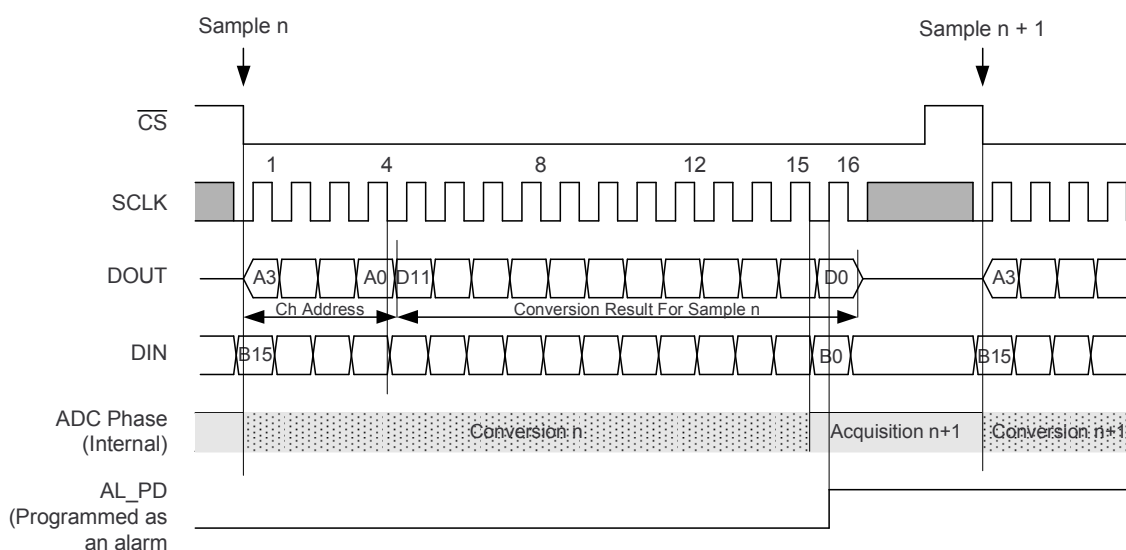 Sample n
Sample n + 1
CS
1 4 8 12 15 16
SCLK
DOUT
A3 A0 D11 D0 A3
Ch Address
Conversion Result For Sample n
DIN
B15 B0 B15
ADC Phase
(Internal)
Conversion n
Acquisition n+1
Conversion n+1
AL_PD
(Programmed as
an alarm